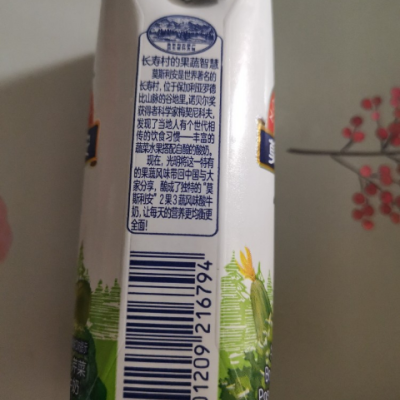 长寿村的果蔬智慧
莫斯利安是世界著名的
长寿村，位于保加利亚罗德
比山脉的谷地里，诺贝尔奖
获得者科学家梅契尼科夫，
发现了当地人有个世代相
传的饮食习惯——丰富的
蔬菜水果搭配自酿的酸奶。
现在，光明将这一特有
的果蔬风味带回中国与大
家分享，酿成了独特的“莫
斯利安”2果3蔬风味酸牛
奶，让每天的营养更均衡更
全面！
01209216794